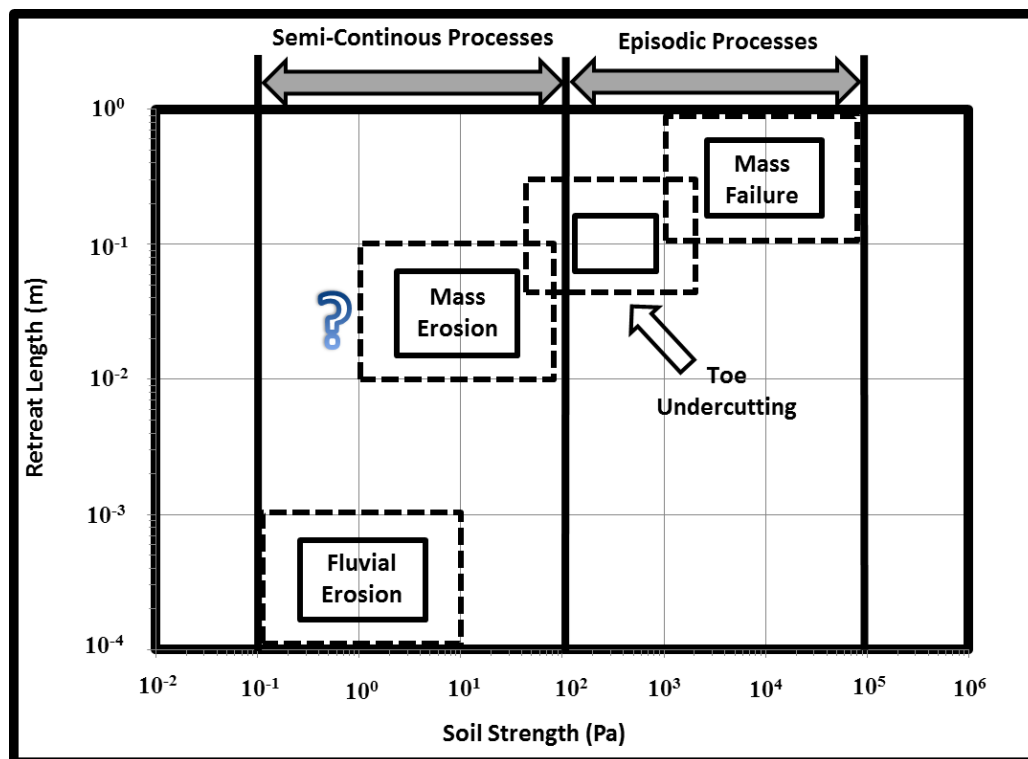 Semi-Continous Processes
Episodic Processes
10⁰
10⁻¹
10⁻²
10⁻³
10⁻⁴
Retreat Length (m)
Mass
Failure
Mass
Erosion
?
Toe
Undercutting
Fluvial
Erosion
10⁻² 10⁻¹ 10⁰ 10¹ 10² 10³ 10⁴ 10⁵ 10⁶
Soil Strength (Pa)